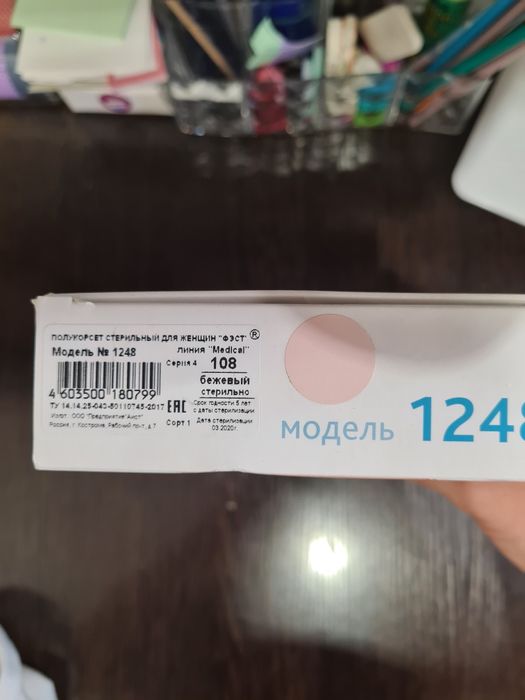 ПОЛУКОРСЕТ СТЕРИЛЬНЫЙ ДЛЯ ЖЕНЩИН "ФЭСТ" ®
Модель № 1248 линия "Medical"
Серия 4 108
бежевый
стерильно
4 603500 180799
ТУ 14.14.25-043-50110745-2017 EAC Срок годности 5 лет
с даты стерилизации
Изгот.: ООО "Предприятие"Аист"
Россия, г. Кострома, Рабочий пр-т, д.7
Сорт 1 Дата стерилизации
03.2020г.
модель 1248